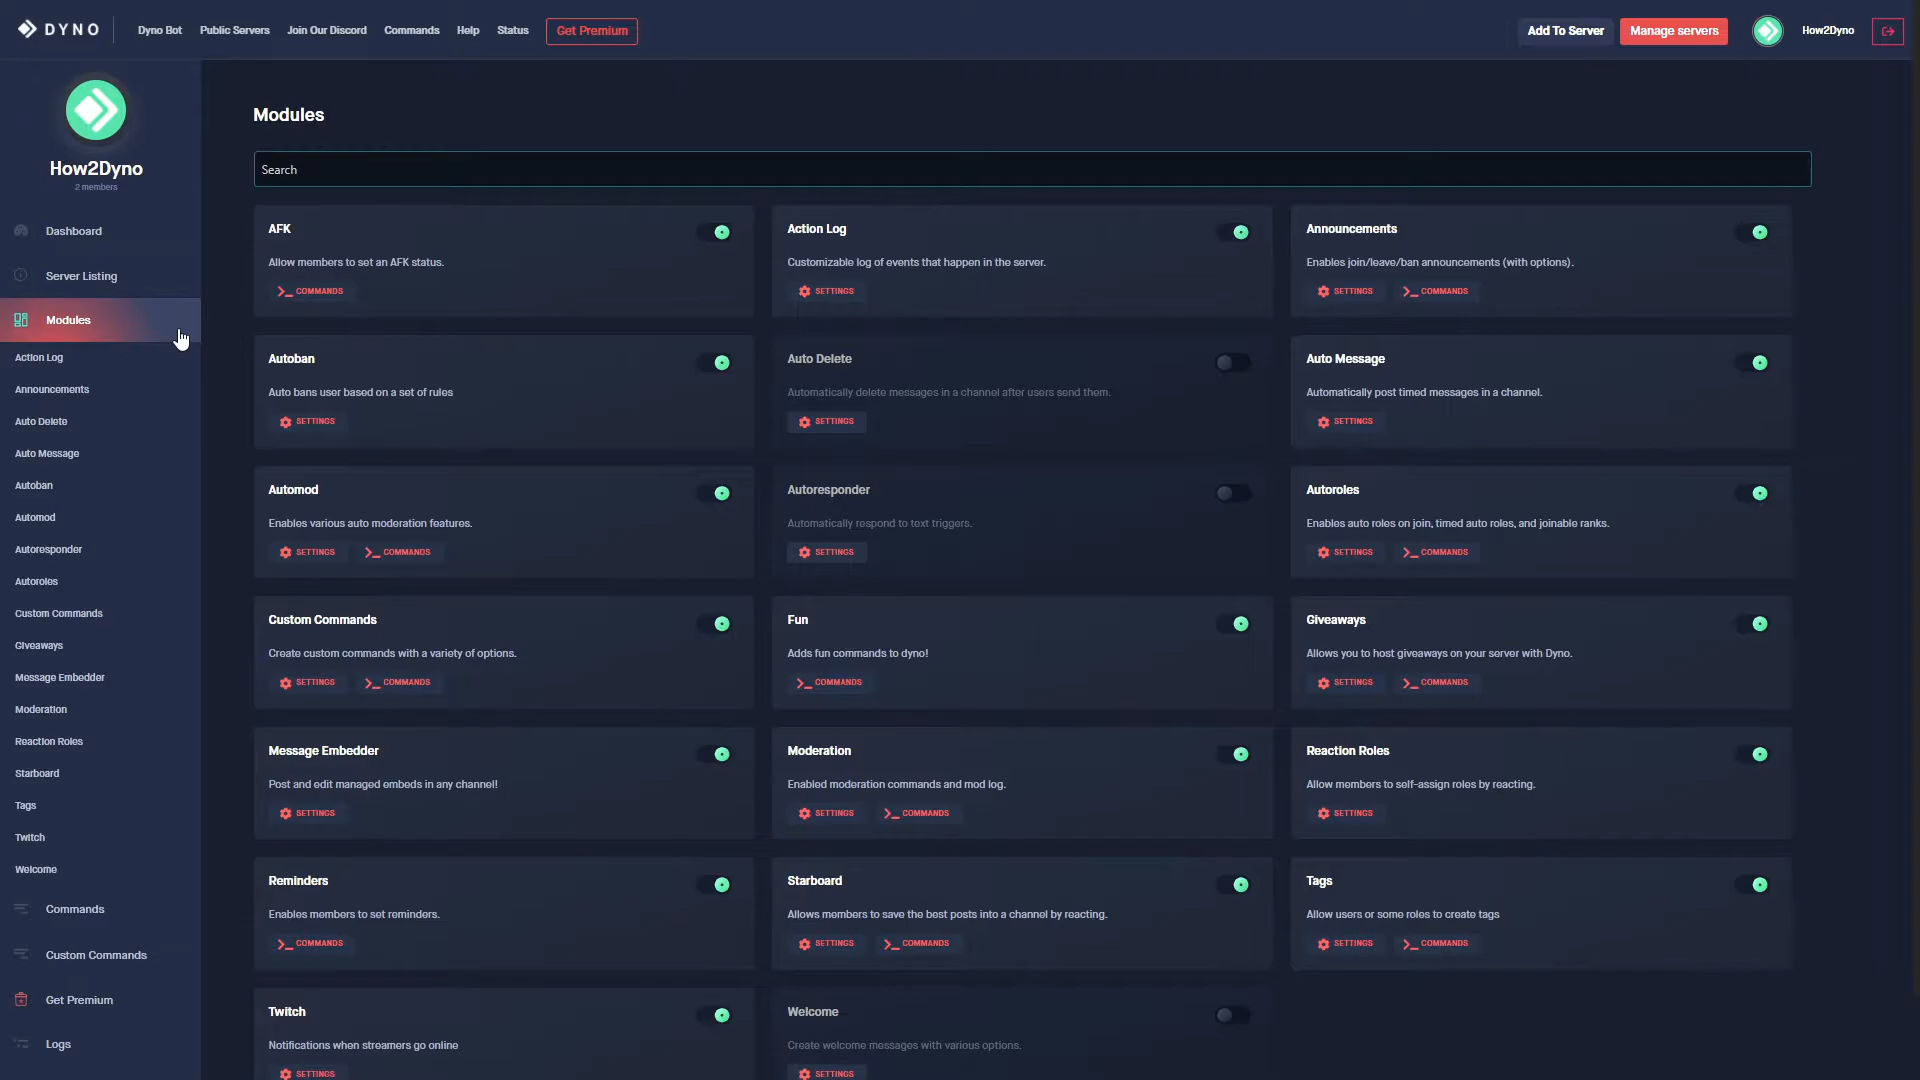 DYNO
Dyno Bot
Public Servers
Join Our Discord
Commands
Help
Status
Get Premium
Add To Server
Manage servers
How2Dyno
How2Dyno
2 members
Dashboard
Server Listing
Modules
Action Log
Announcements
Auto Delete
Auto Message
Autoban
Automod
Autoresponder
Autoroles
Custom Commands
Giveaways
Message Embedder
Moderation
Reaction Roles
Starboard
Tags
Twitch
Welcome
Commands
Custom Commands
Get Premium
Logs
Modules
Search
AFK
Allow members to set an AFK status.
COMMANDS
Action Log
Customizable log of events that happen in the server.
SETTINGS
Announcements
Enables join/leave/ban announcements (with options).
SETTINGS
COMMANDS
Autoban
Auto bans user based on a set of rules
SETTINGS
Auto Delete
Automatically delete messages in a channel after users send them.
SETTINGS
Auto Message
Automatically post timed messages in a channel.
SETTINGS
Automod
Enables various auto moderation features.
SETTINGS
COMMANDS
Autoresponder
Automatically respond to text triggers.
SETTINGS
Autoroles
Enables auto roles on join, timed auto roles, and joinable ranks.
SETTINGS
COMMANDS
Custom Commands
Create custom commands with a variety of options.
SETTINGS
COMMANDS
Fun
Adds fun commands to dyno!
COMMANDS
Giveaways
Allows you to host giveaways on your server with Dyno.
SETTINGS
COMMANDS
Message Embedder
Post and edit managed embeds in any channel!
SETTINGS
Moderation
Enabled moderation commands and mod log.
SETTINGS
COMMANDS
Reaction Roles
Allow members to self-assign roles by reacting.
SETTINGS
Reminders
Enables members to set reminders.
COMMANDS
Starboard
Allows members to save the best posts into a channel by reacting.
SETTINGS
COMMANDS
Tags
Allow users or some roles to create tags
SETTINGS
COMMANDS
Twitch
Notifications when streamers go online
SETTINGS
Welcome
Create welcome messages with various options.
SETTINGS